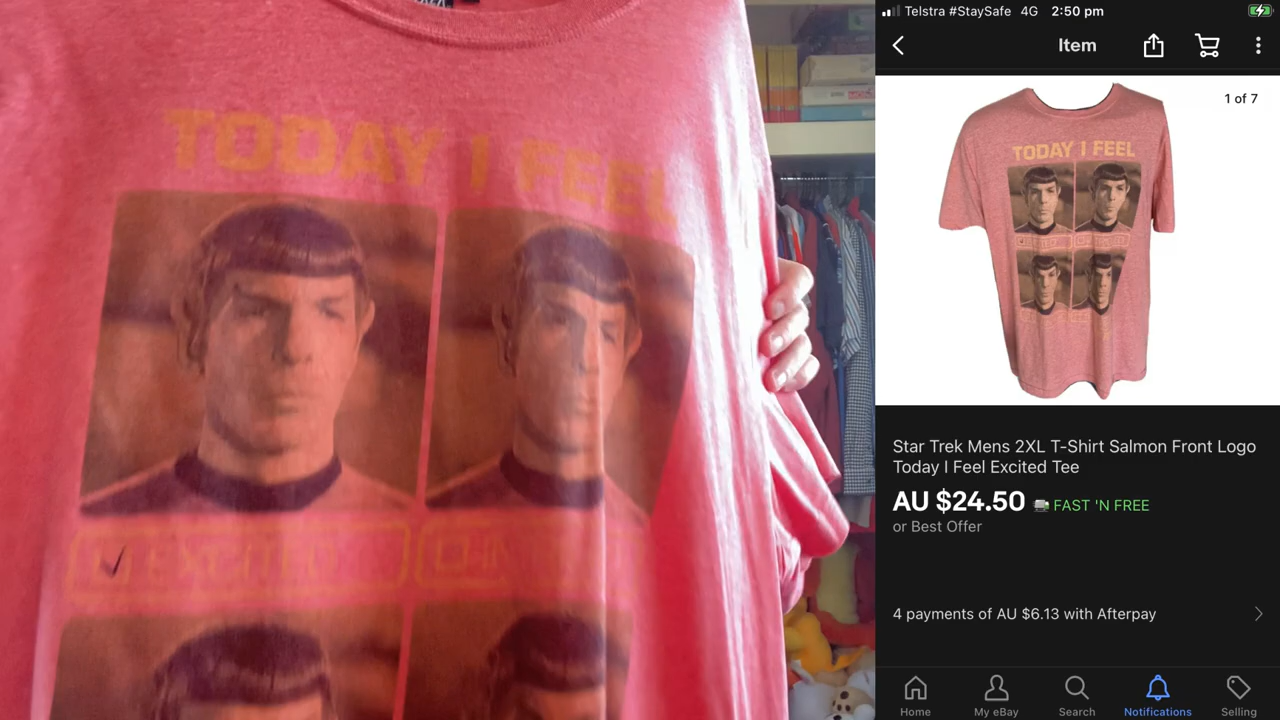 TODAY I FEEL
EXCITED
Telstra #StaySafe 4G 2:50 pm
Item
1 of 7
TODAY I FEEL
Star Trek Mens 2XL T-Shirt Salmon Front Logo
Today I Feel Excited Tee
AU $24.50 FAST 'N FREE
or Best Offer
4 payments of AU $6.13 with Afterpay
Home My eBay Search Notifications Selling